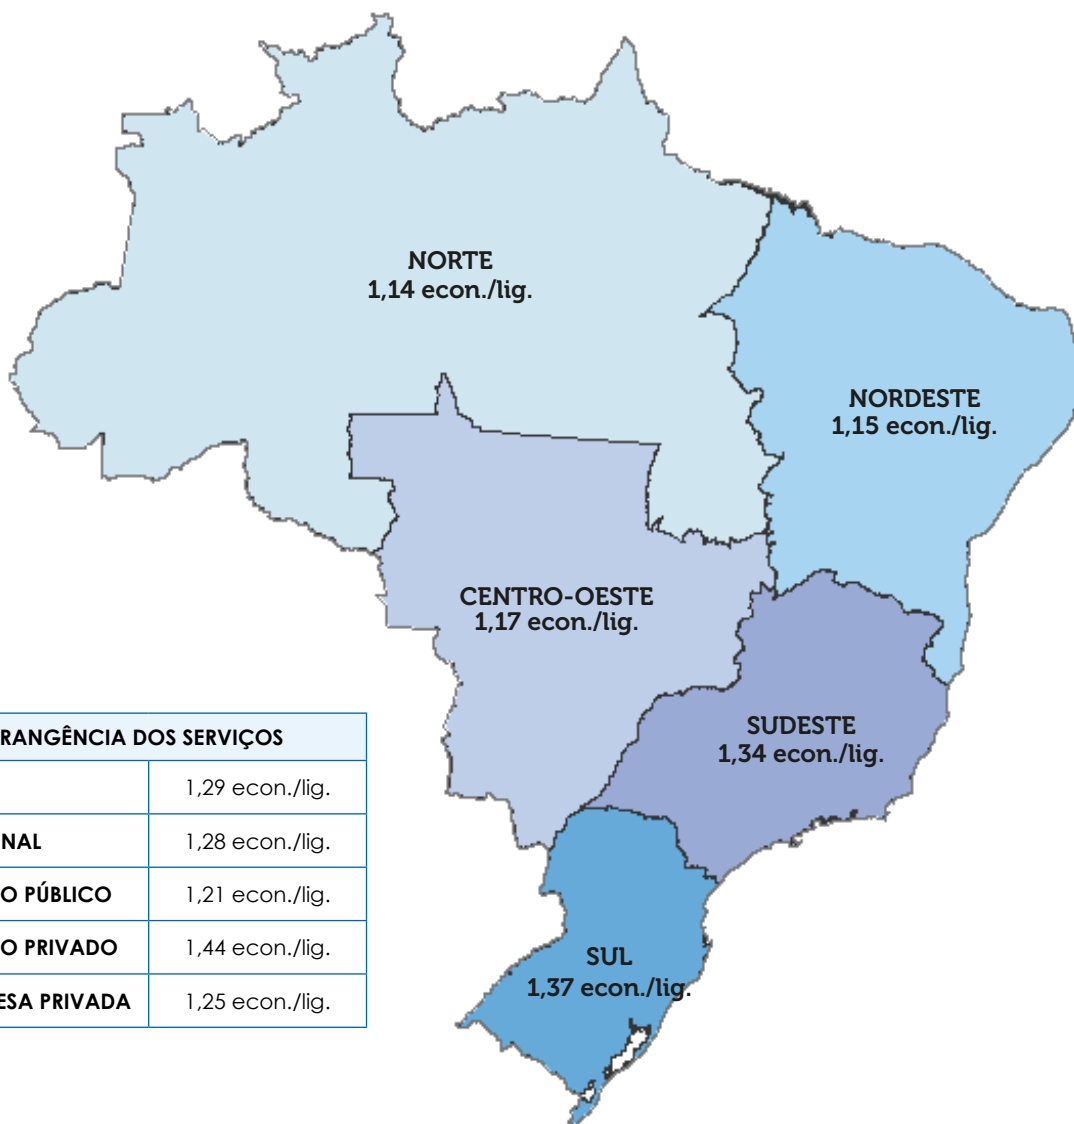 NORTE
1,14 econ./lig.
NORDESTE
1,15 econ./lig.
CENTRO-OESTE
1,17 econ./lig.
SUDESTE
1,34 econ./lig.
SUL
1,37 econ./lig.
RANGÊNCIA DOS SERVIÇOS
1,29 econ./lig.
NAL 1,28 econ./lig.
O PÚBLICO 1,21 econ./lig.
O PRIVADO 1,44 econ./lig.
ESA PRIVADA 1,25 econ./lig.